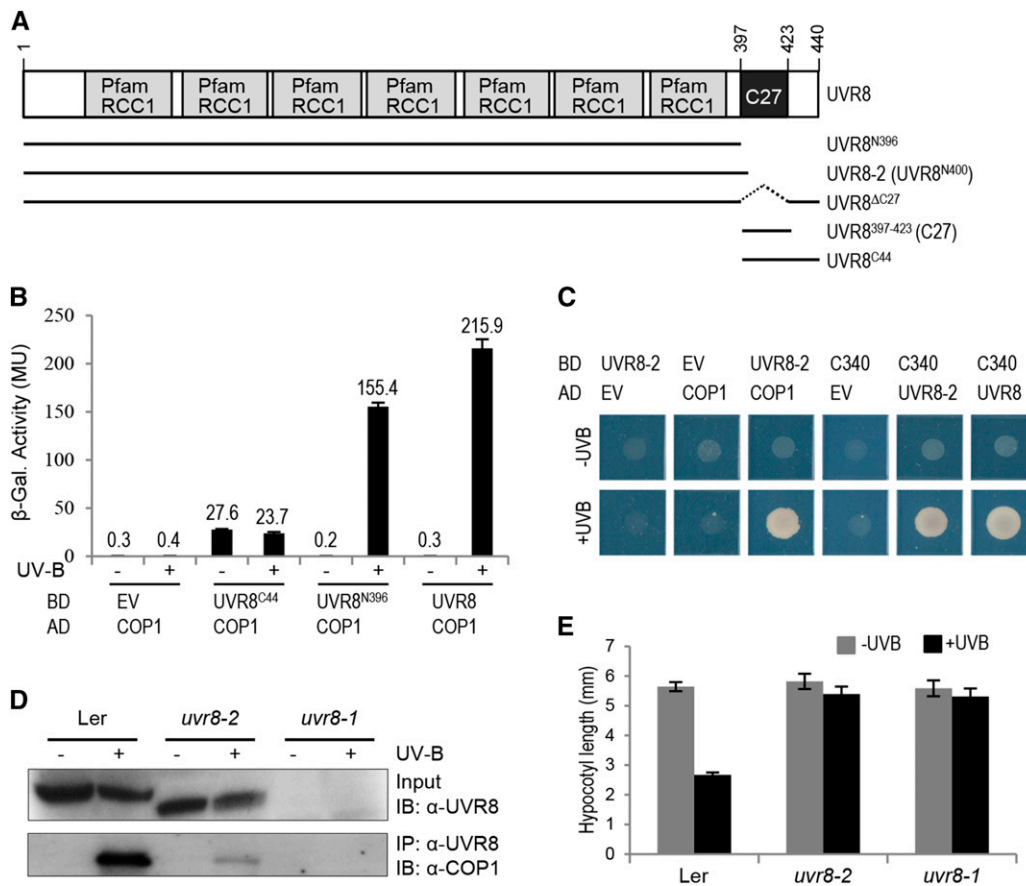 A
1 397 423 440
Pfam RCC1 Pfam RCC1 Pfam RCC1 Pfam RCC1 Pfam RCC1 Pfam RCC1 Pfam RCC1 C27 UVR8
UVR8N396
UVR8-2 (UVR8N400)
UVR8ΔC27
UVR8397-423 (C27)
UVR8C44
B
β-Gal. Activity (MU)
250
200
150
100
50
0
0.3 0.4 27.6 23.7 0.2 155.4 0.3 215.9
UV-B - + - + - + - +
BD EV UVR8C44 UVR8N396 UVR8
AD COP1 COP1 COP1 COP1
C
BD UVR8-2 EV UVR8-2 C340 C340 C340
AD EV COP1 COP1 EV UVR8-2 UVR8
-UVB
+UVB
D
Ler uvr8-2 uvr8-1
- + - + - + UV-B
Input
IB: α-UVR8
IP: α-UVR8
IB: α-COP1
E
-UVB +UVB
Hypocotyl length (mm)
7
6
5
4
3
2
1
0
Ler uvr8-2 uvr8-1